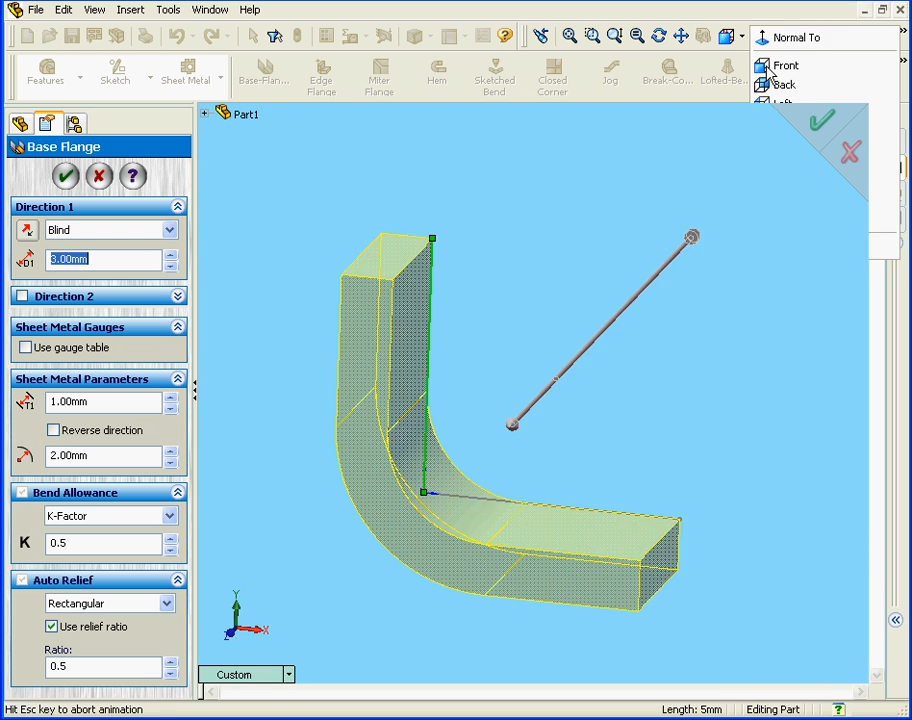 File Edit View Insert Tools Window Help
Normal To
Front
Back
Features Sketch Sheet Metal Base-Flan... Edge Flange Miter Flange Hem Sketched Bend Closed Corner Jog Break-Co... Lofted-Be...
Part1
Base Flange
Direction 1
Blind
D1 3.00mm
Direction 2
Sheet Metal Gauges
Use gauge table
Sheet Metal Parameters
T1 1.00mm
Reverse direction
2.00mm
Bend Allowance
K-Factor
K 0.5
Auto Relief
Rectangular
Use relief ratio
Ratio:
0.5
Y
X
Z
Custom
Hit Esc key to abort animation Length: 5mm Editing Part